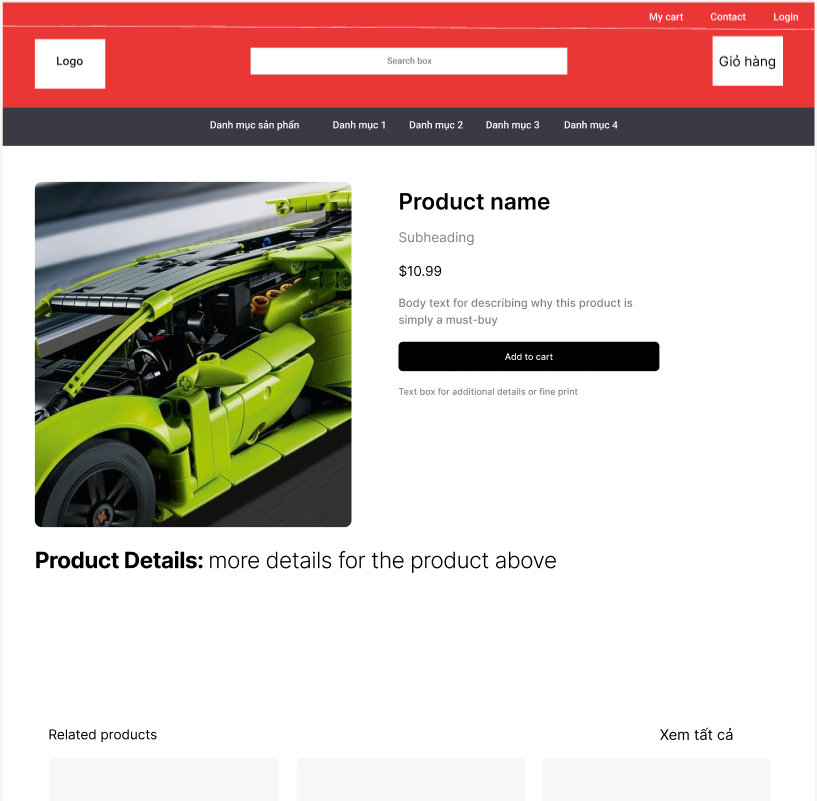 My cart Contact Login
Logo
Search box
Giỏ hàng
Danh mục sản phẩn Danh mục 1 Danh mục 2 Danh mục 3 Danh mục 4
Product name
Subheading
$10.99
Body text for describing why this product is
simply a must-buy
Add to cart
Text box for additional details or fine print
Product Details: more details for the product above
Related products
Xem tất cả